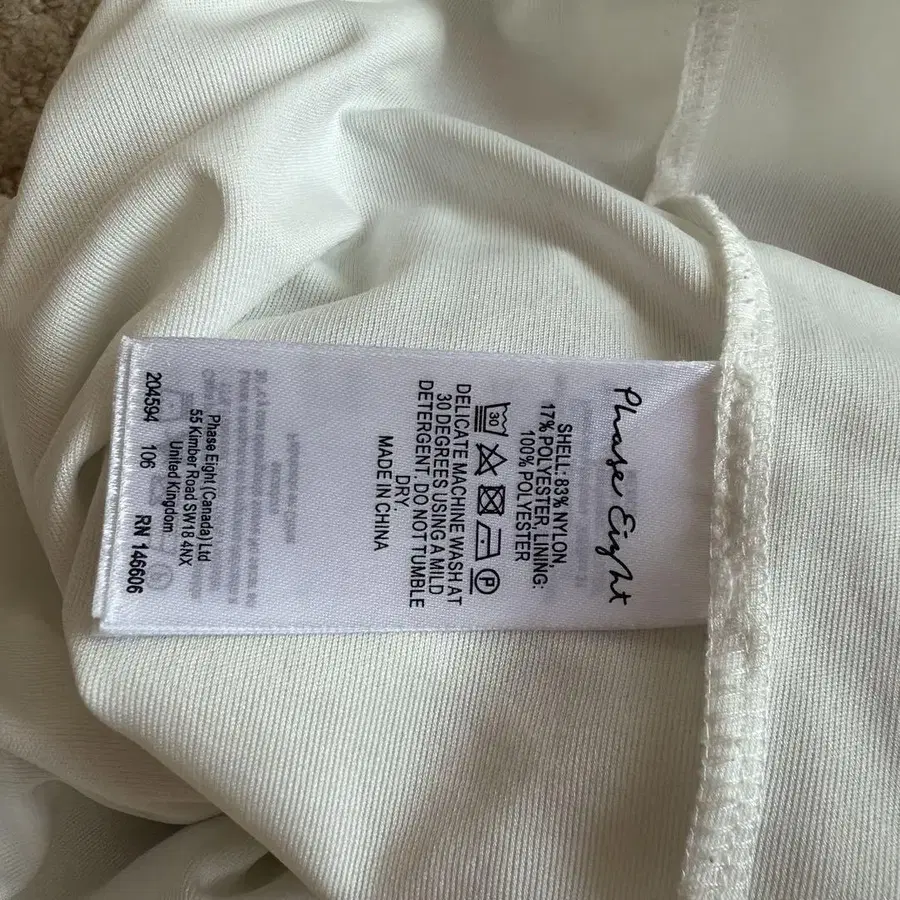 Phase Eight
SHELL: 83% NYLON,
17% POLYESTER, LINING:
100% POLYESTER
30
P
DELICATE MACHINE WASH AT
30 DEGREES USING A MILD
DETERGENT. DO NOT TUMBLE
DRY.
MADE IN CHINA
Phase Eight (Canada) Ltd
55 Kimber Road SW18 4NX
United Kingdom
204594 106 RN 146606